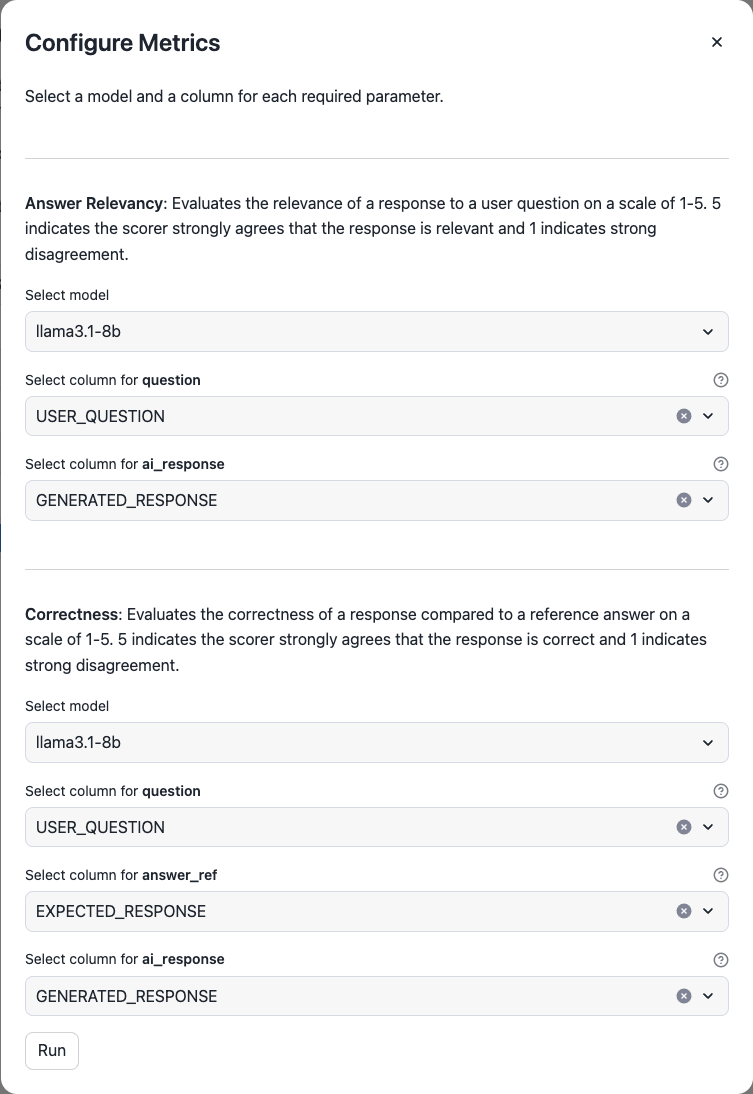 Configure Metrics
Select a model and a column for each required parameter.
Answer Relevancy: Evaluates the relevance of a response to a user question on a scale of 1-5. 5
indicates the scorer strongly agrees that the response is relevant and 1 indicates strong
disagreement.
Select model
llama3.1-8b
Select column for question
USER_QUESTION
Select column for ai_response
GENERATED_RESPONSE
Correctness: Evaluates the correctness of a response compared to a reference answer on a
scale of 1-5. 5 indicates the scorer strongly agrees that the response is correct and 1 indicates
strong disagreement.
Select model
llama3.1-8b
Select column for question
USER_QUESTION
Select column for answer_ref
EXPECTED_RESPONSE
Select column for ai_response
GENERATED_RESPONSE
Run